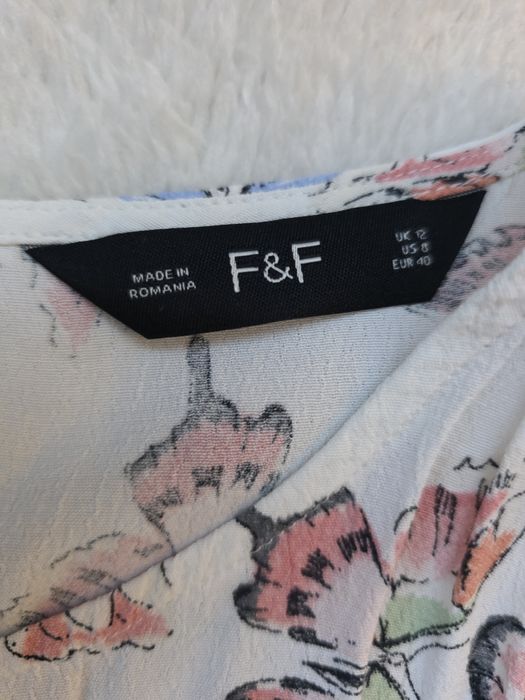 MADE IN
ROMANIA
F&F
UK 12
US 8
EUR 40